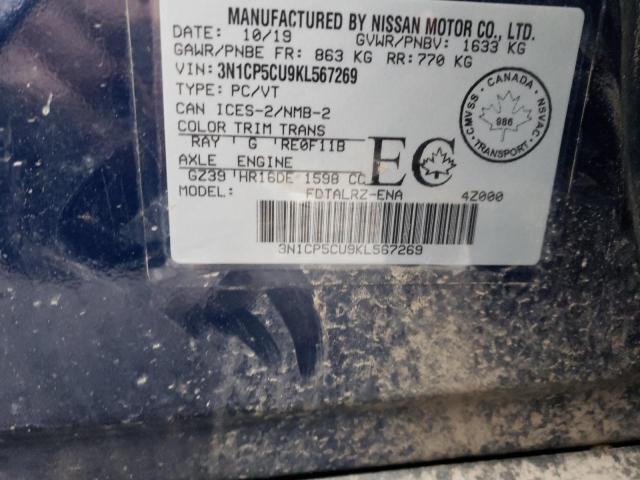 MANUFACTURED BY NISSAN MOTOR CO., LTD.
DATE: 10/19 GVWR/PNBV: 1633 KG
GAWR/PNBE FR: 863 KG RR: 770 KG
VIN: 3N1CP5CU9KL567269
TYPE: PC/VT
CAN ICES-2/NMB-2
COLOR TRIM TRANS
RAY G RE0F11B
AXLE ENGINE
GZ39 HR16DE 1598 CC
EC
MODEL: FDTALRZ-ENA 4Z000
3N1CP5CU9KL567269
CANADA
CMVSS NSVAC
986
TRANSPORT